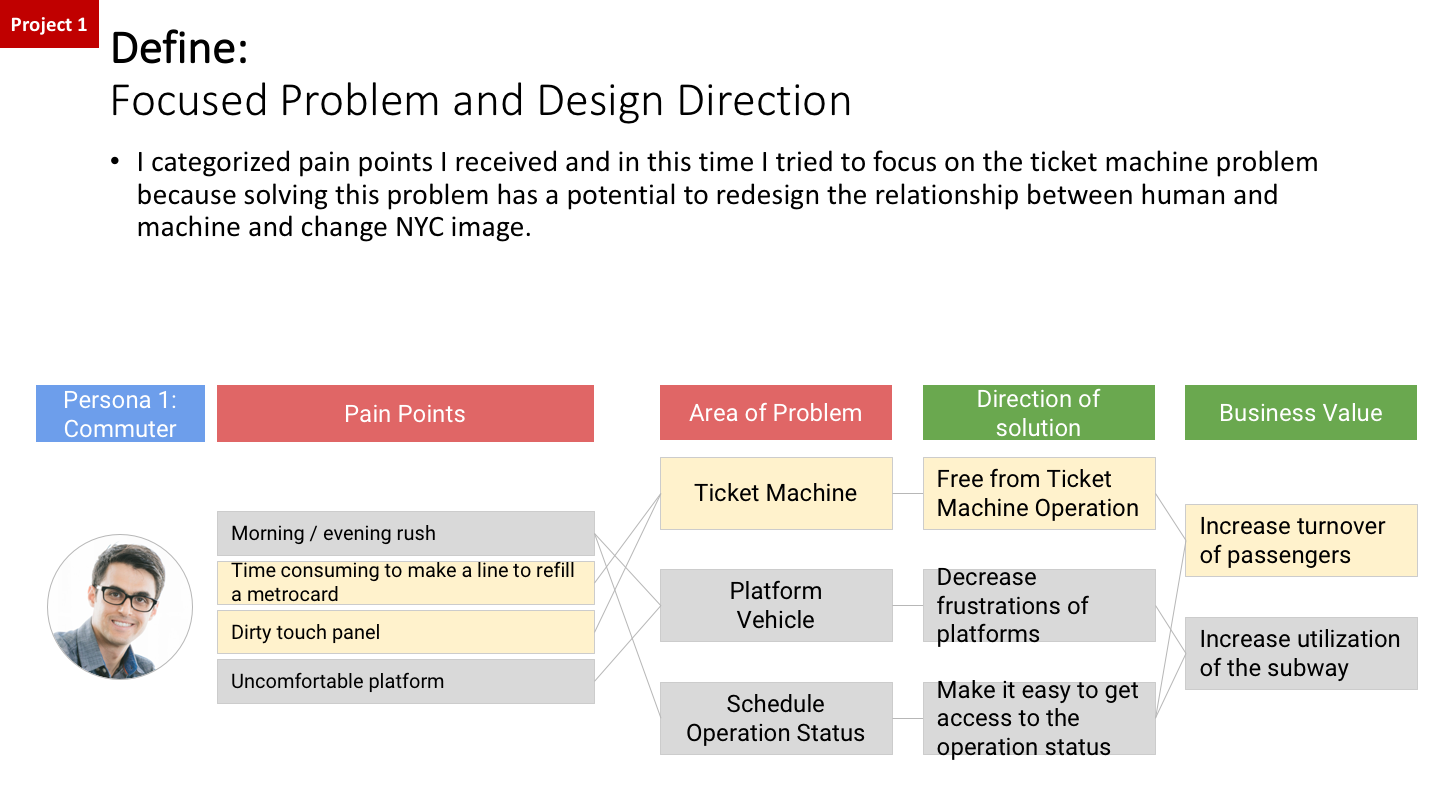 Project 1
Define:
Focused Problem and Design Direction
• I categorized pain points I received and in this time I tried to focus on the ticket machine problem
because solving this problem has a potential to redesign the relationship between human and
machine and change NYC image.
Persona 1:
Commuter
Pain Points
Area of Problem
Direction of
solution
Business Value
Morning / evening rush
Time consuming to make a line to refill
a metrocard
Dirty touch panel
Uncomfortable platform
Ticket Machine
Platform
Vehicle
Schedule
Operation Status
Free from Ticket
Machine Operation
Decrease
frustrations of
platforms
Make it easy to get
access to the
operation status
Increase turnover
of passengers
Increase utilization
of the subway